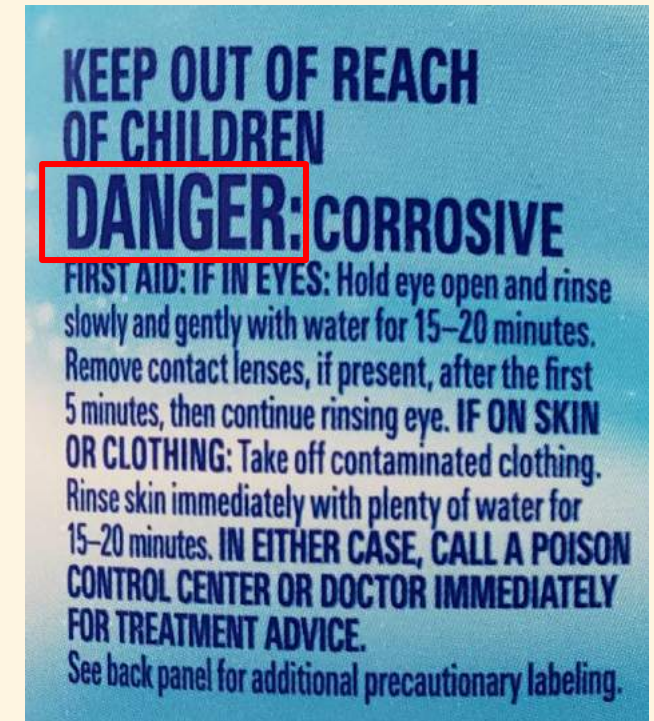 KEEP OUT OF REACH
OF CHILDREN
DANGER: CORROSIVE
FIRST AID: IF IN EYES: Hold eye open and rinse
slowly and gently with water for 15–20 minutes.
Remove contact lenses, if present, after the first
5 minutes, then continue rinsing eye. IF ON SKIN
OR CLOTHING: Take off contaminated clothing.
Rinse skin immediately with plenty of water for
15–20 minutes. IN EITHER CASE, CALL A POISON
CONTROL CENTER OR DOCTOR IMMEDIATELY
FOR TREATMENT ADVICE.
See back panel for additional precautionary labeling.